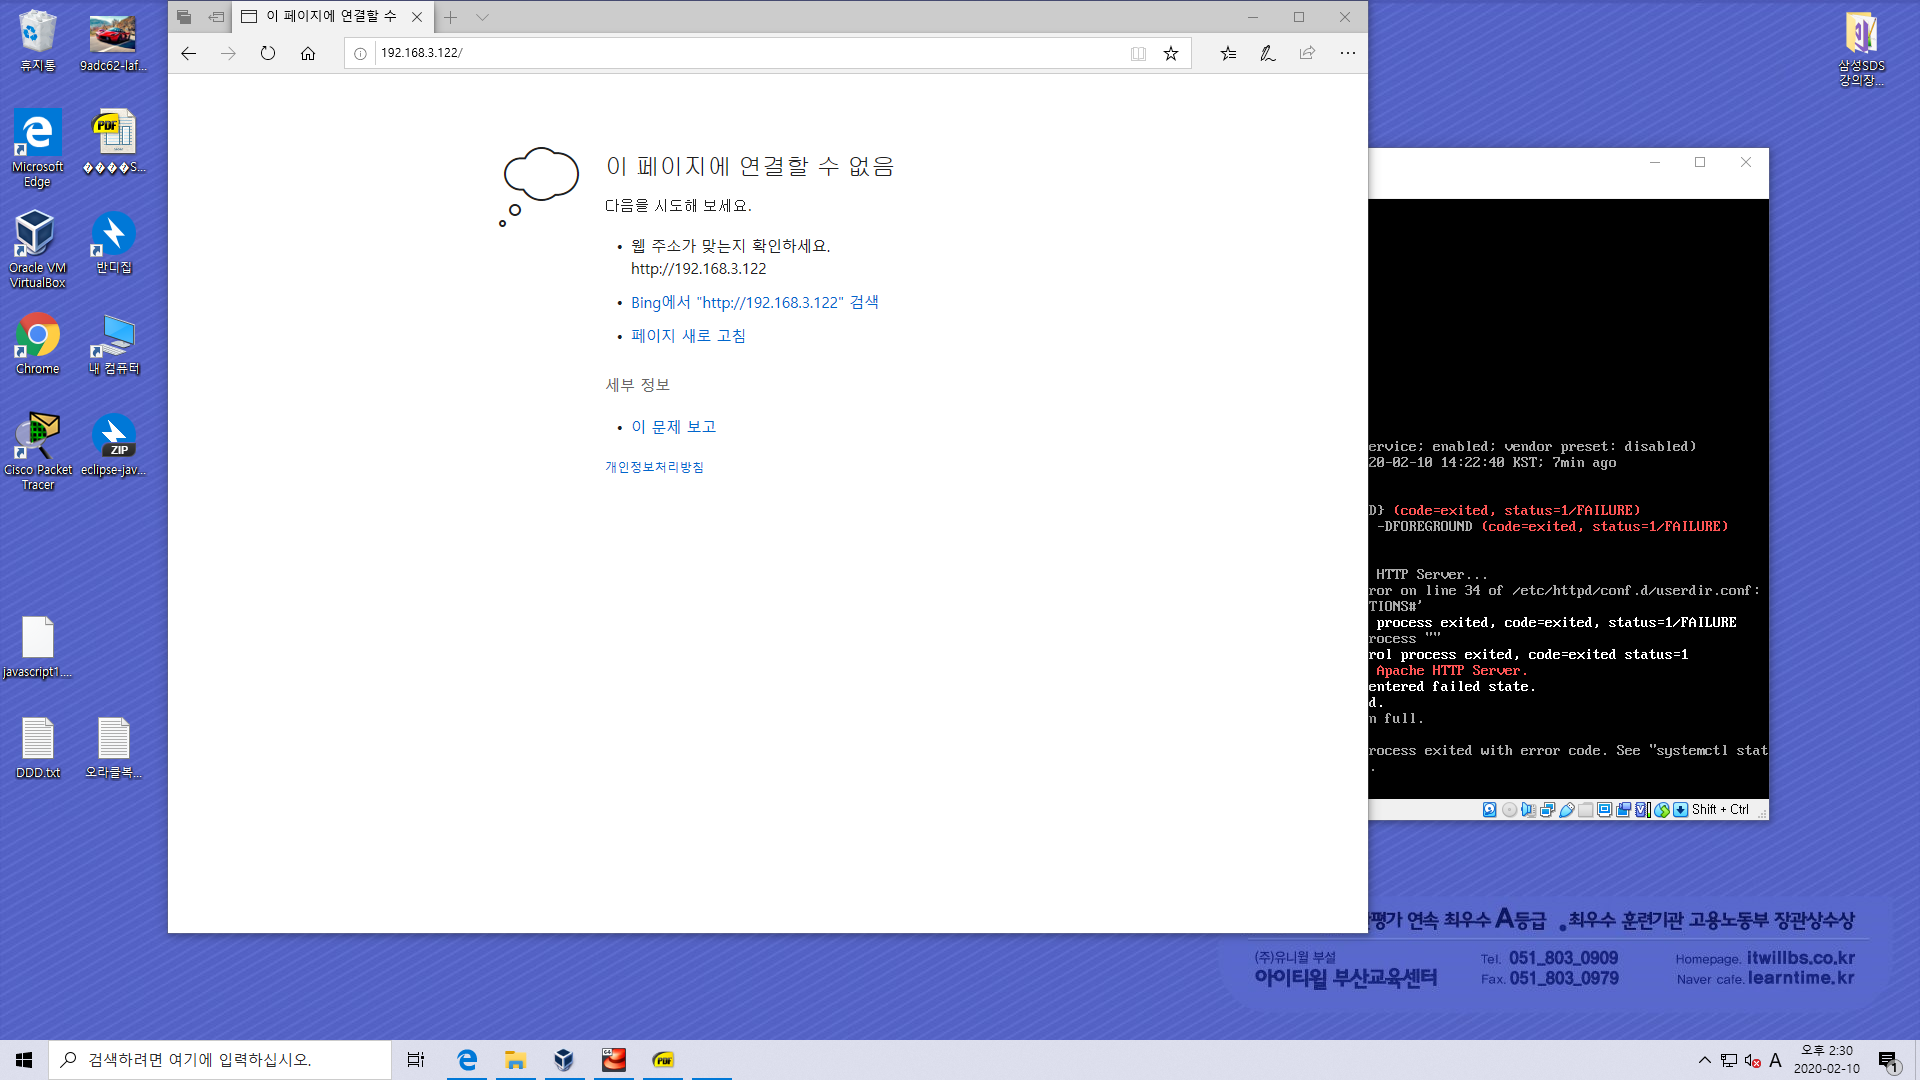 휴지통
9adc62-laf...
Microsoft Edge
PDF
����S...
Oracle VM VirtualBox
반디집
Chrome
내 컴퓨터
Cisco Packet Tracer
ZIP
eclipse-jav...
javascript1....
DDD.txt
오라클복...
삼성SDS
강의장...
이 페이지에 연결할 수
192.168.3.122/
이 페이지에 연결할 수 없음
다음을 시도해 보세요.
• 웹 주소가 맞는지 확인하세요.
http://192.168.3.122
• Bing에서 "http://192.168.3.122" 검색
• 페이지 새로 고침
세부 정보
• 이 문제 보고
개인정보처리방침
ervice; enabled; vendor preset: disabled)
20-02-10 14:22:40 KST; 7min ago
D} (code=exited, status=1/FAILURE)
-DFOREGROUND (code=exited, status=1/FAILURE)
HTTP Server...
ror on line 34 of /etc/httpd/conf.d/userdir.conf:
TIONS#'
process exited, code=exited, status=1/FAILURE
rocess ""
rol process exited, code=exited status=1
Apache HTTP Server.
entered failed state.
d.
n full.
rocess exited with error code. See "systemctl stat
.
Shift + Ctrl
평가 연속 최우수 A등급 .최우수 훈련기관 고용노동부 장관상수상
(주)유니윌 부설
아이티윌 부산교육센터
Tel. 051_803_0909
Fax. 051_803_0979
Homepage. itwillbs.co.kr
Naver cafe. learntime.kr
검색하려면 여기에 입력하십시오.
64
PDF
A
오후 2:30
2020-02-10
1